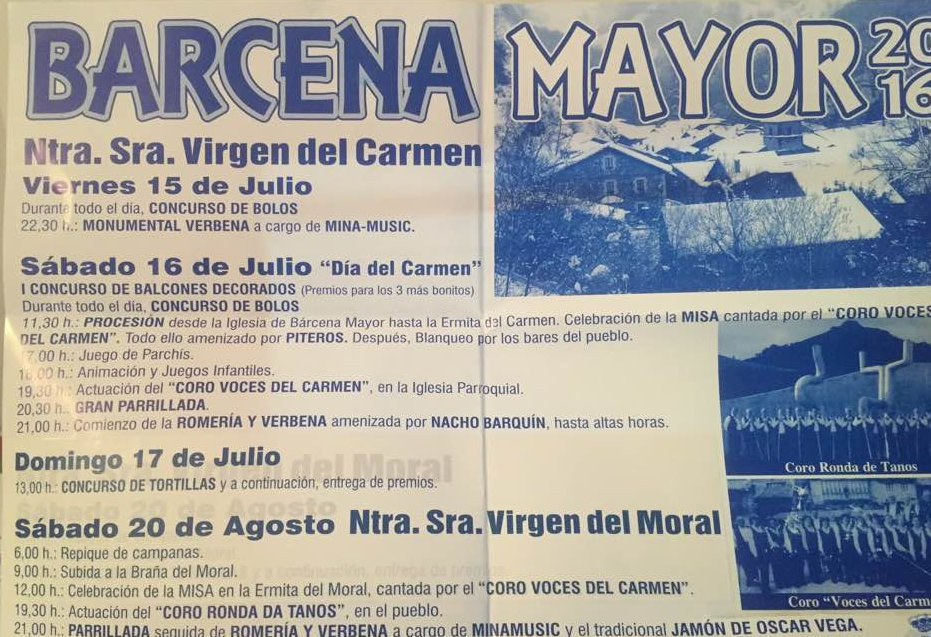 BARCENA MAYOR 20
16
Ntra. Sra. Virgen del Carmen
Viernes 15 de Julio
Durante todo el día, CONCURSO DE BOLOS
22,30 h.: MONUMENTAL VERBENA a cargo de MINA-MUSIC.
Sábado 16 de Julio “Día del Carmen”
I CONCURSO DE BALCONES DECORADOS (Premios para los 3 más bonitos)
Durante todo el día, CONCURSO DE BOLOS
11,30 h.: PROCESIÓN desde la Iglesia de Bárcena Mayor hasta la Ermita del Carmen. Celebración de la MISA cantada por el “CORO VOCES
DEL CARMEN”. Todo ello amenizado por PITEROS. Después, Blanqueo por los bares del pueblo.
17,00 h.: Juego de Parchís.
18,00 h.: Animación y Juegos Infantiles.
19,30 h.: Actuación del “CORO VOCES DEL CARMEN”, en la Iglesia Parroquial.
20,30 h.: GRAN PARRILLADA.
21,00 h.: Comienzo de la ROMERÍA Y VERBENA amenizada por NACHO BARQUÍN, hasta altas horas.
Coro Ronda de Tanos
Domingo 17 de Julio
13,00 h.: CONCURSO DE TORTILLAS y a continuación, entrega de premios.
Sábado 20 de Agosto Ntra. Sra. Virgen del Moral
6,00 h.: Repique de campanas.
9,00 h.: Subida a la Braña del Moral.
12,00 h.: Celebración de la MISA en la Ermita del Moral, cantada por el “CORO VOCES DEL CARMEN”.
Coro “Voces del Carm
19,30 h.: Actuación del “CORO RONDA DA TANOS”, en el pueblo.
21,00 h.: PARRILLADA seguida de ROMERÍA Y VERBENA a cargo de MINAMUSIC y el tradicional JAMÓN DE OSCAR VEGA.